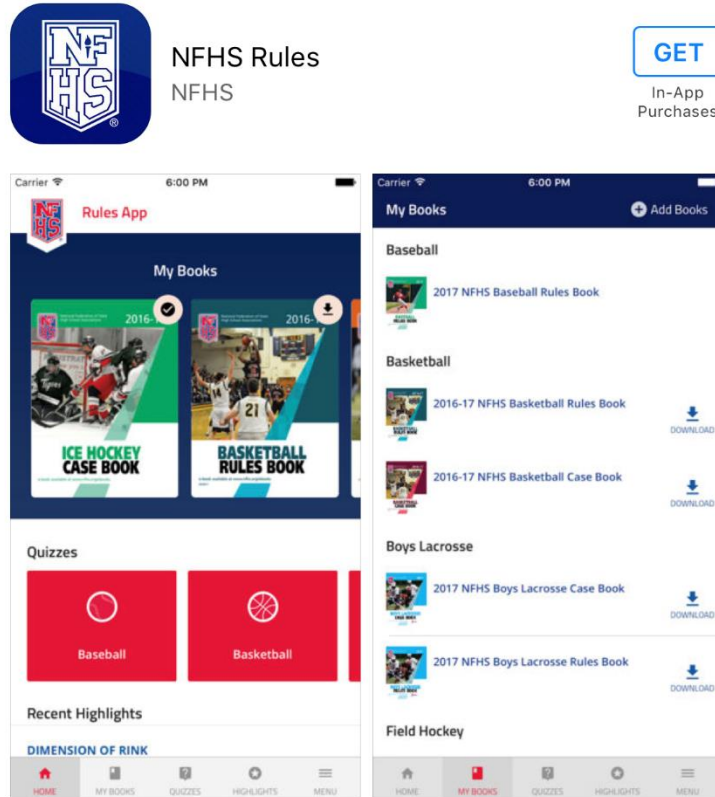 NFHS Rules
NFHS
GET
In-App
Purchases
NF
HS
Carrier 6:00 PM
Rules App
My Books
2016-
ICE HOCKEY
CASE BOOK
2016-
BASKETBALL
RULES BOOK
Quizzes
Baseball
Basketball
Recent Highlights
DIMENSION OF RINK
HOME MY BOOKS QUIZZES HIGHLIGHTS MENU
Carrier 6:00 PM
My Books Add Books
Baseball
2017 NFHS Baseball Rules Book
Basketball
2016-17 NFHS Basketball Rules Book
DOWNLOAD
2016-17 NFHS Basketball Case Book
DOWNLOAD
Boys Lacrosse
2017 NFHS Boys Lacrosse Case Book
DOWNLOAD
2017 NFHS Boys Lacrosse Rules Book
DOWNLOAD
Field Hockey
HOME MY BOOKS QUIZZES HIGHLIGHTS MENU